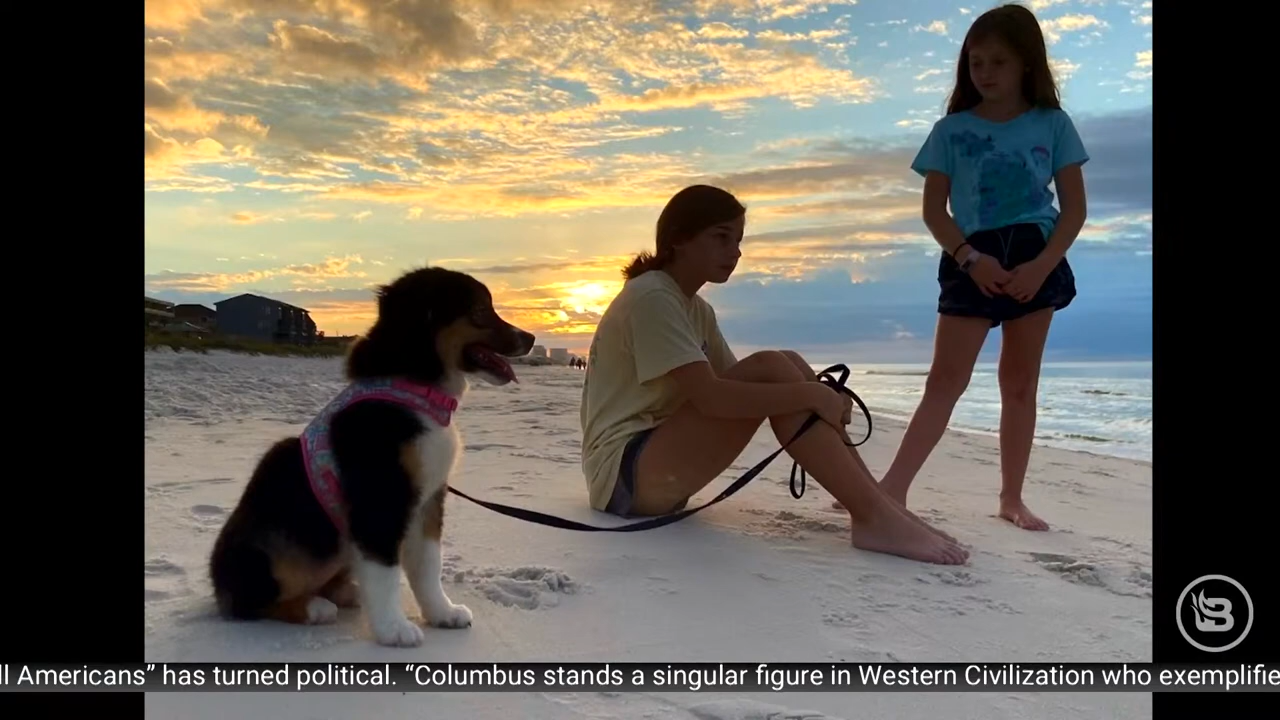 ll Americans” has turned political. “Columbus stands a singular figure in Western Civilization who exemplifie
B